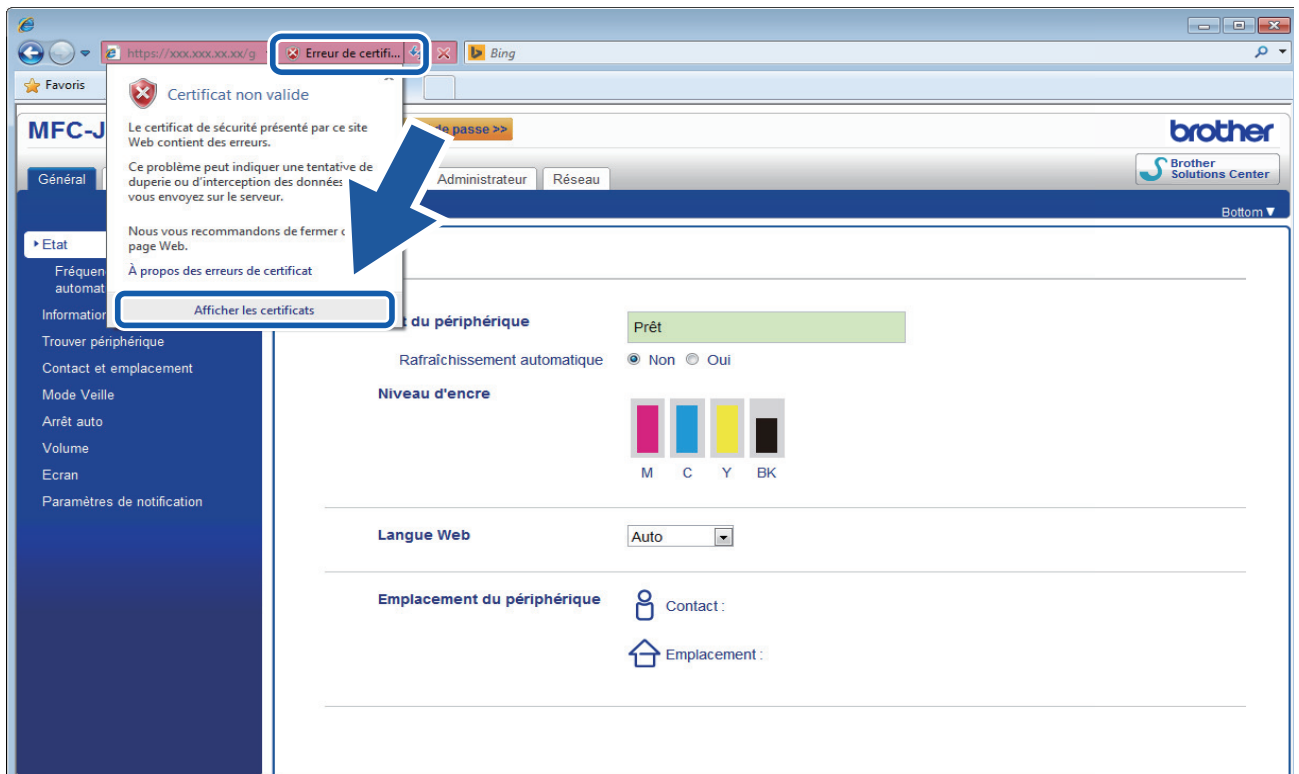 https://xxx.xxx.xx.xx/g
Erreur de certifi...
Bing
Favoris
Certificat non valide
Le certificat de sécurité présenté par ce site
Web contient des erreurs.
Ce problème peut indiquer une tentative de
duperie ou d'interception des données
vous envoyez sur le serveur.
Nous vous recommandons de fermer
page Web.
À propos des erreurs de certificat
Afficher les certificats
MFC-J
de passe >>
brother
Brother
Solutions Center
Général
Administrateur
Réseau
Bottom▼
Etat
Fréquen
automat
Information
Trouver périphérique
Contact et emplacement
Mode Veille
Arrêt auto
Volume
Ecran
Paramètres de notification
du périphérique
Prêt
Rafraîchissement automatique
Non
Oui
Niveau d'encre
M C Y BK
Langue Web
Auto
Emplacement du périphérique
Contact :
Emplacement :